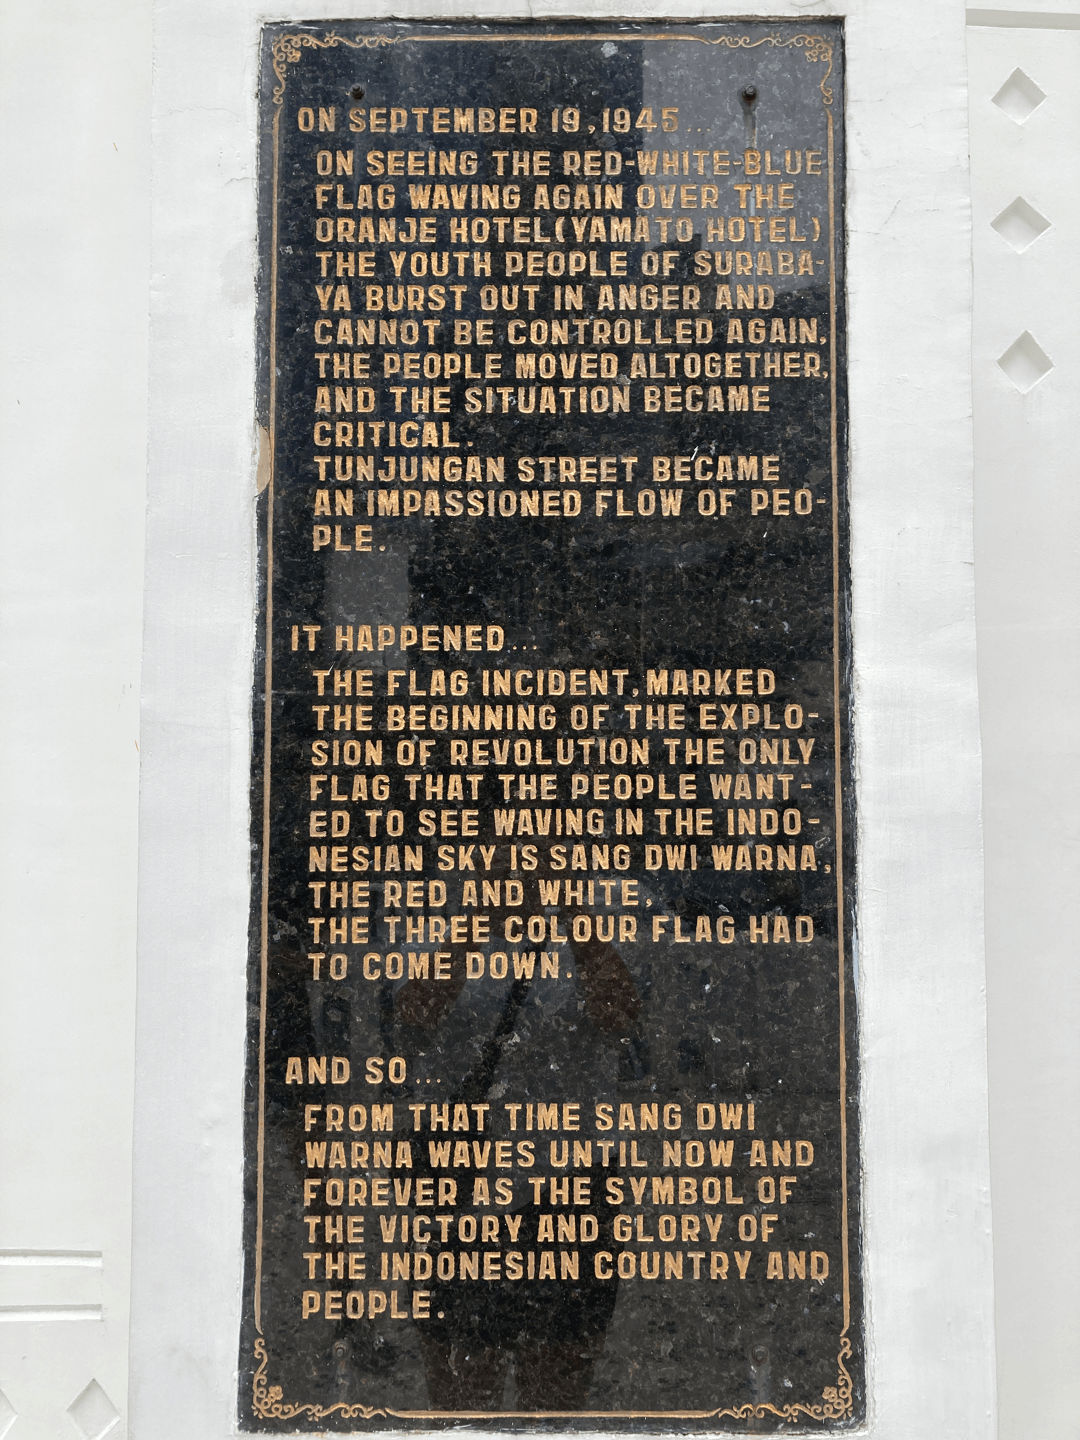 ON SEPTEMBER 19,1945...
ON SEEING THE RED-WHITE-BLUE
FLAG WAVING AGAIN OVER THE
ORANJE HOTEL(YAMATO HOTEL)
THE YOUTH PEOPLE OF SURABA-
YA BURST OUT IN ANGER AND
CANNOT BE CONTROLLED AGAIN,
THE PEOPLE MOVED ALTOGETHER,
AND THE SITUATION BECAME
CRITICAL.
TUNJUNGAN STREET BECAME
AN IMPASSIONED FLOW OF PEO-
PLE.
IT HAPPENED...
THE FLAG INCIDENT, MARKED
THE BEGINNING OF THE EXPLO-
SION OF REVOLUTION THE ONLY
FLAG THAT THE PEOPLE WANT-
ED TO SEE WAVING IN THE INDO-
NESIAN SKY IS SANG DWI WARNA,
THE RED AND WHITE,
THE THREE COLOUR FLAG HAD
TO COME DOWN.
AND SO...
FROM THAT TIME SANG DWI
WARNA WAVES UNTIL NOW AND
FOREVER AS THE SYMBOL OF
THE VICTORY AND GLORY OF
THE INDONESIAN COUNTRY AND
PEOPLE.